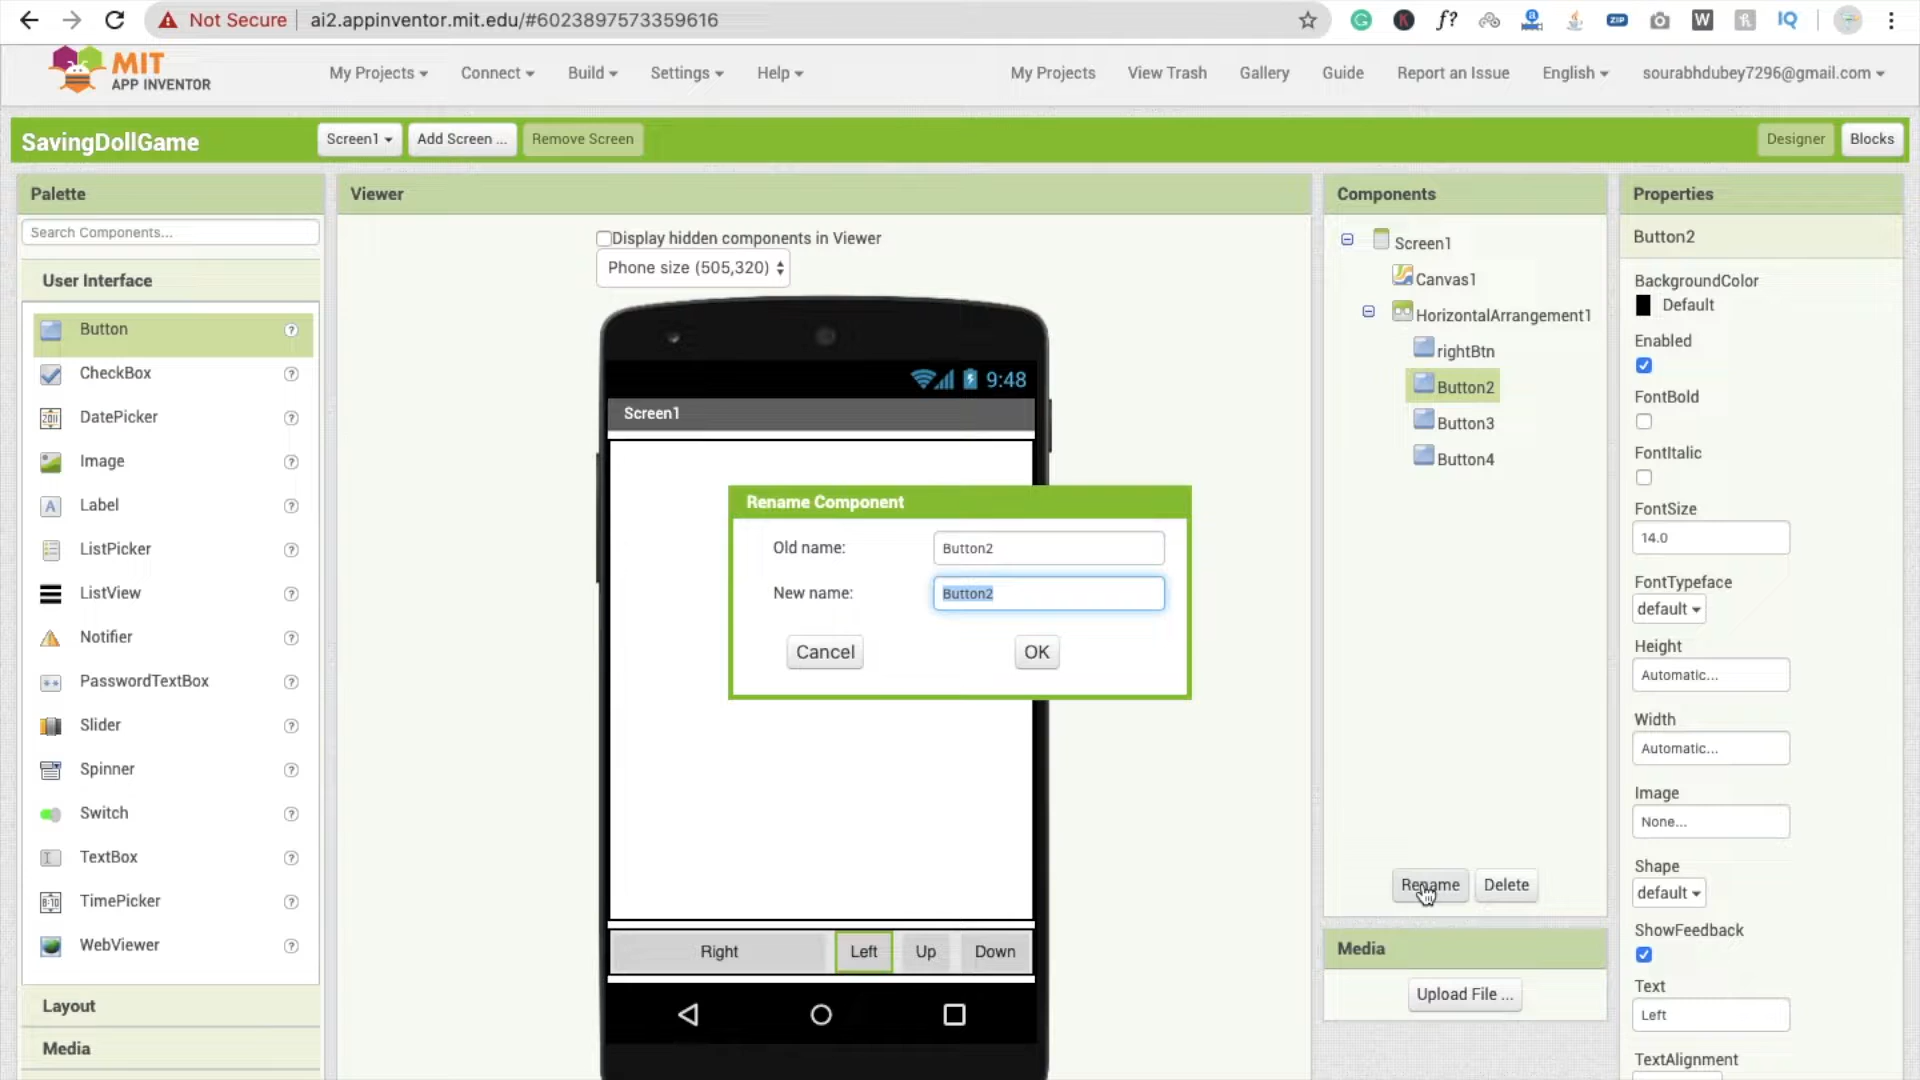 Not Secure
ai2.appinventor.mit.edu/#6023897573359616
MIT
APP INVENTOR
My Projects
Connect
Build
Settings
Help
My Projects
View Trash
Gallery
Guide
Report an Issue
English
sourabhdubey7296@gmail.com
SavingDollGame
Screen1
Add Screen ...
Remove Screen
Designer
Blocks
Palette
Search Components...
User Interface
Button
CheckBox
DatePicker
Image
Label
ListPicker
ListView
Notifier
PasswordTextBox
Slider
Spinner
Switch
TextBox
TimePicker
WebViewer
Layout
Media
Viewer
Display hidden components in Viewer
Phone size (505,320)
9:48
Screen1
Rename Component
Old name:
Button2
New name:
Button2
Cancel
OK
Right
Left
Up
Down
Components
Screen1
Canvas1
HorizontalArrangement1
rightBtn
Button2
Button3
Button4
Rename
Delete
Media
Upload File ...
Properties
Button2
BackgroundColor
Default
Enabled
FontBold
FontItalic
FontSize
14.0
FontTypeface
default
Height
Automatic...
Width
Automatic...
Image
None...
Shape
default
ShowFeedback
Text
Left
TextAlignment